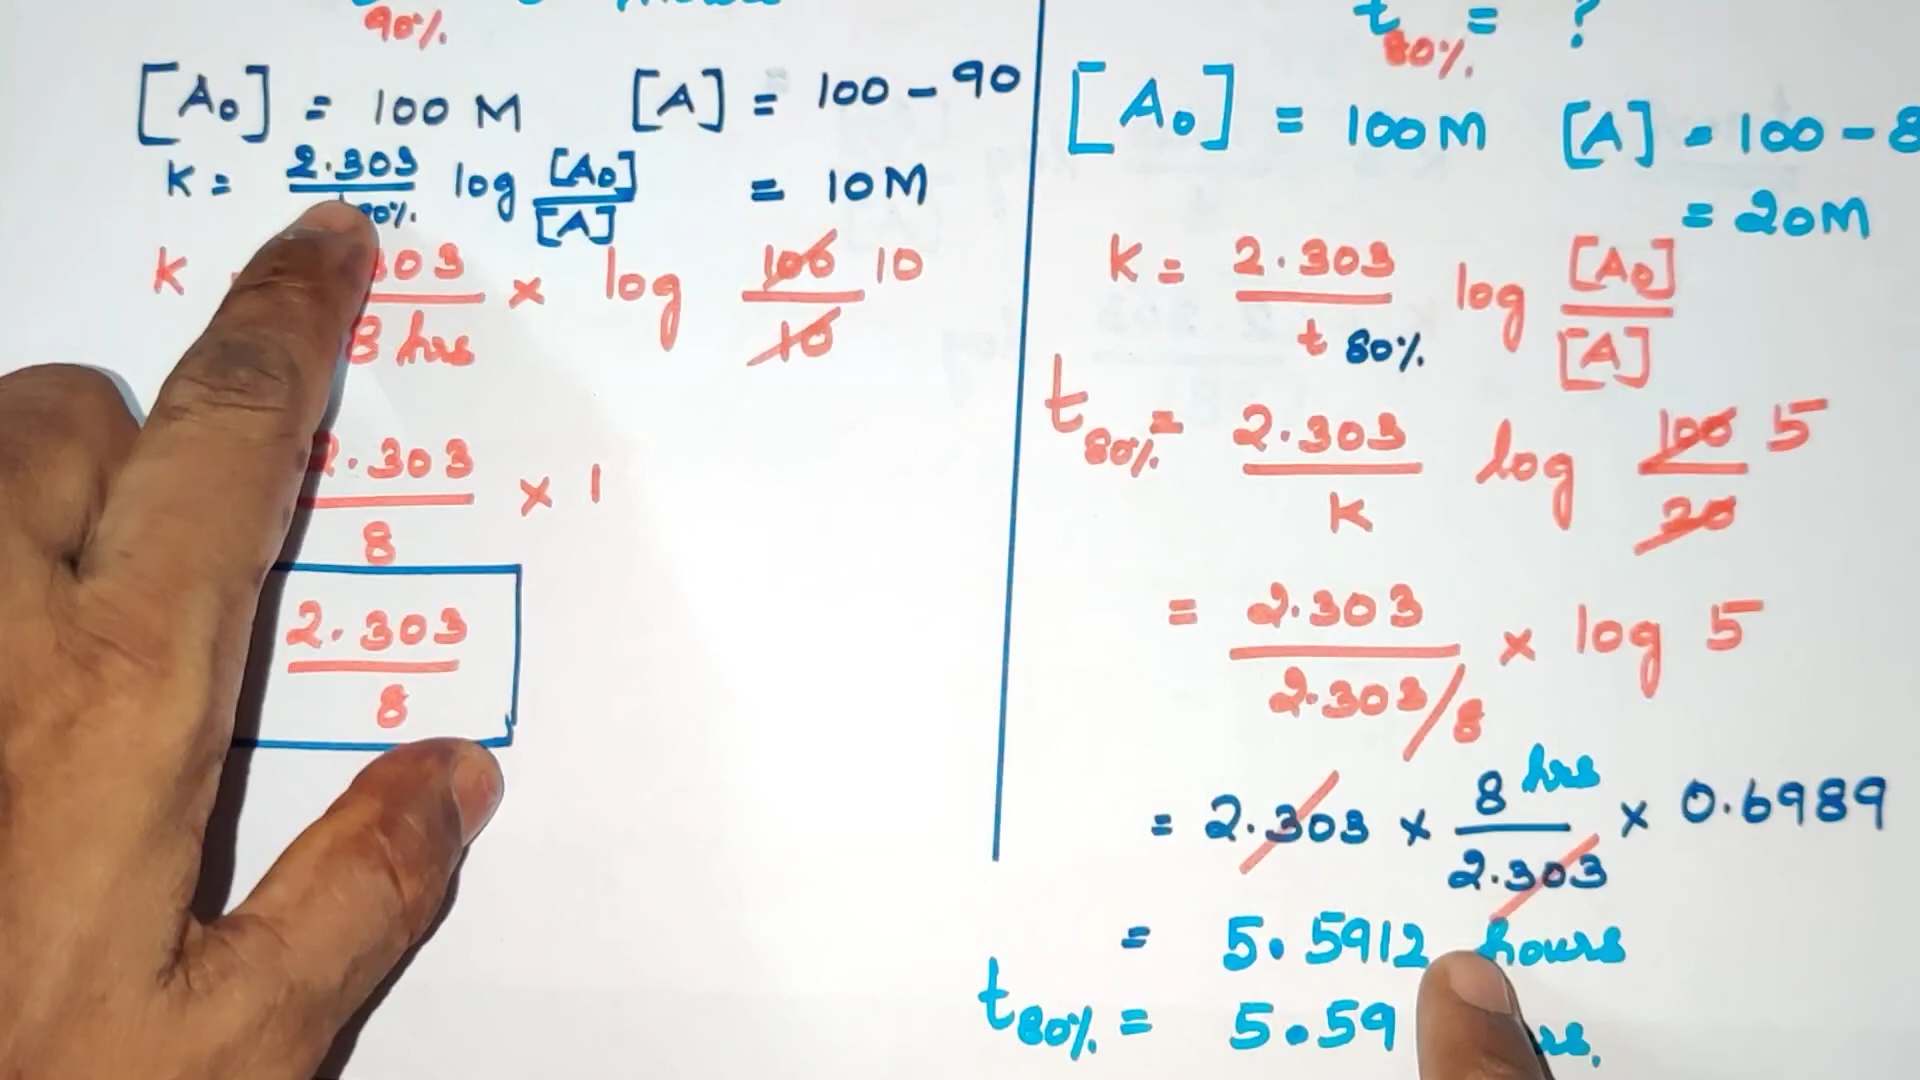 90%
[A₀] = 100 M [A] = 100 - 90
K = 2.303 / log [A₀] / [A] = 10M
K 303 / 8 hrs × log 100 / 10 10
2.303 / 8 × 1
2.303 / 8
t80% = ?
[A₀] = 100M [A] = 100 - 8
= 20M
K = 2.303 / t 80% log [A₀] / [A]
t80% = 2.303 / K log 100 / 20 5
= 2.303 / 2.303/8 × log 5
= 2.303 × 8 hrs / 2.303 × 0.6989
= 5.5912 hours
t80% = 5.59